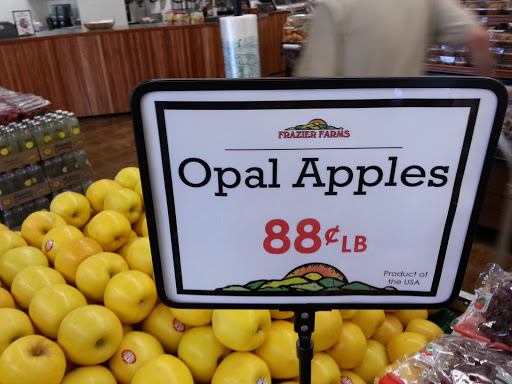 FRAZIER FARMS
Opal Apples
88¢ LB
Product of
the USA